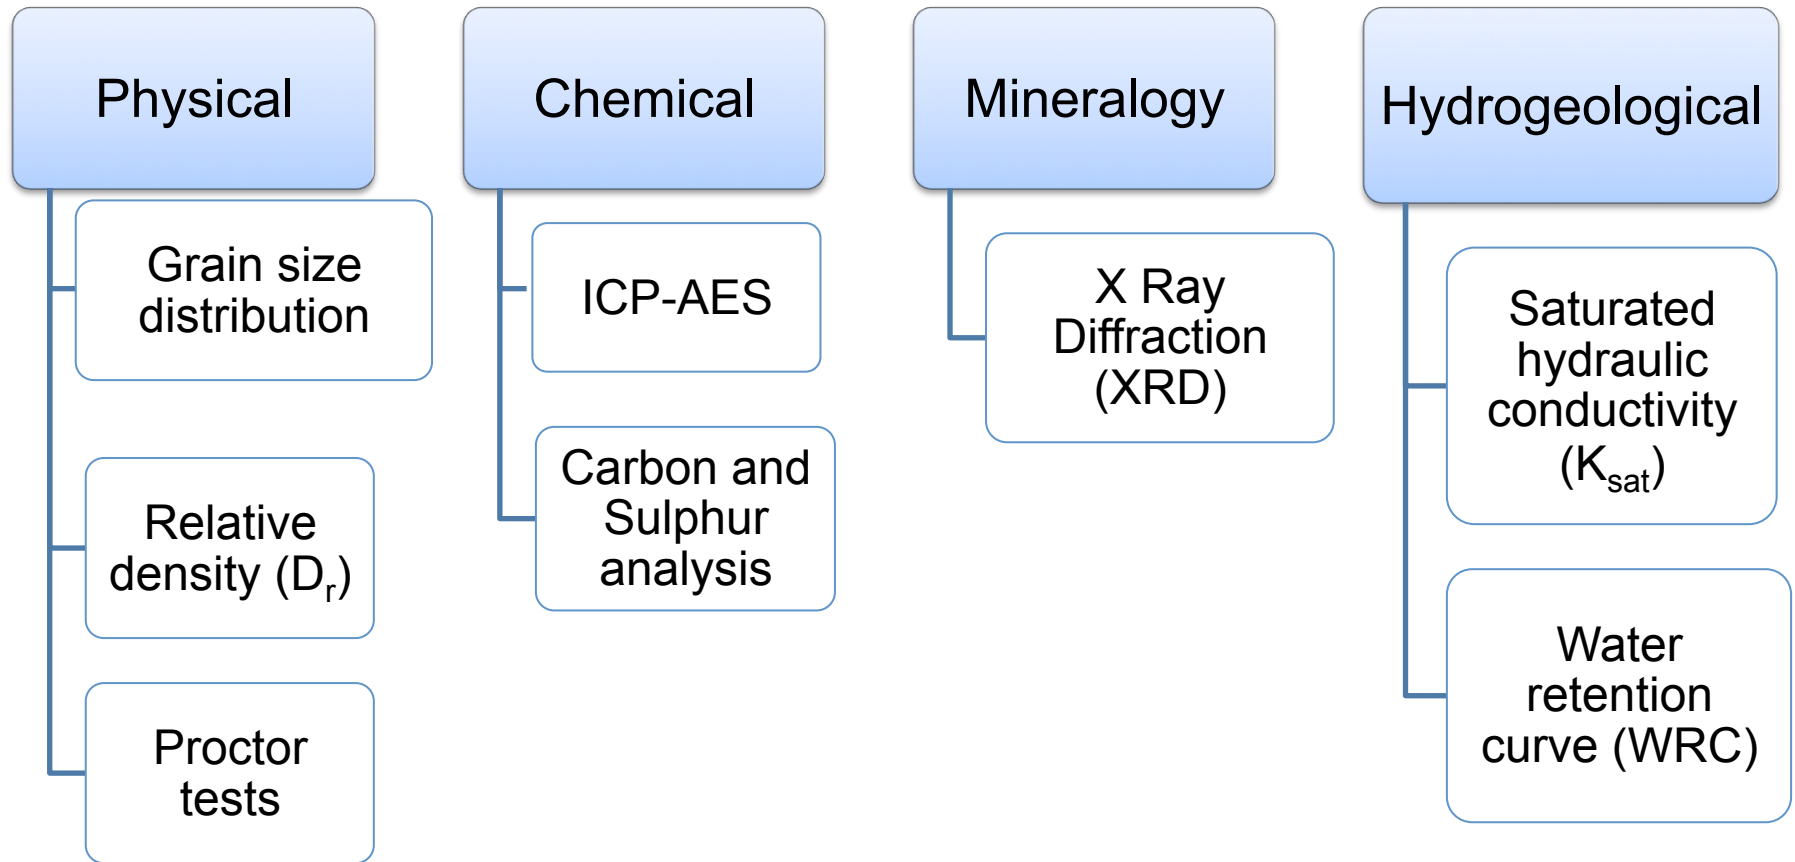 Physical
Grain size
distribution
Relative
density (Dr)
Proctor
tests
Chemical
ICP-AES
Carbon and
Sulphur
analysis
Mineralogy
X Ray
Diffraction
(XRD)
Hydrogeological
Saturated
hydraulic
conductivity
(Ksat)
Water
retention
curve (WRC)